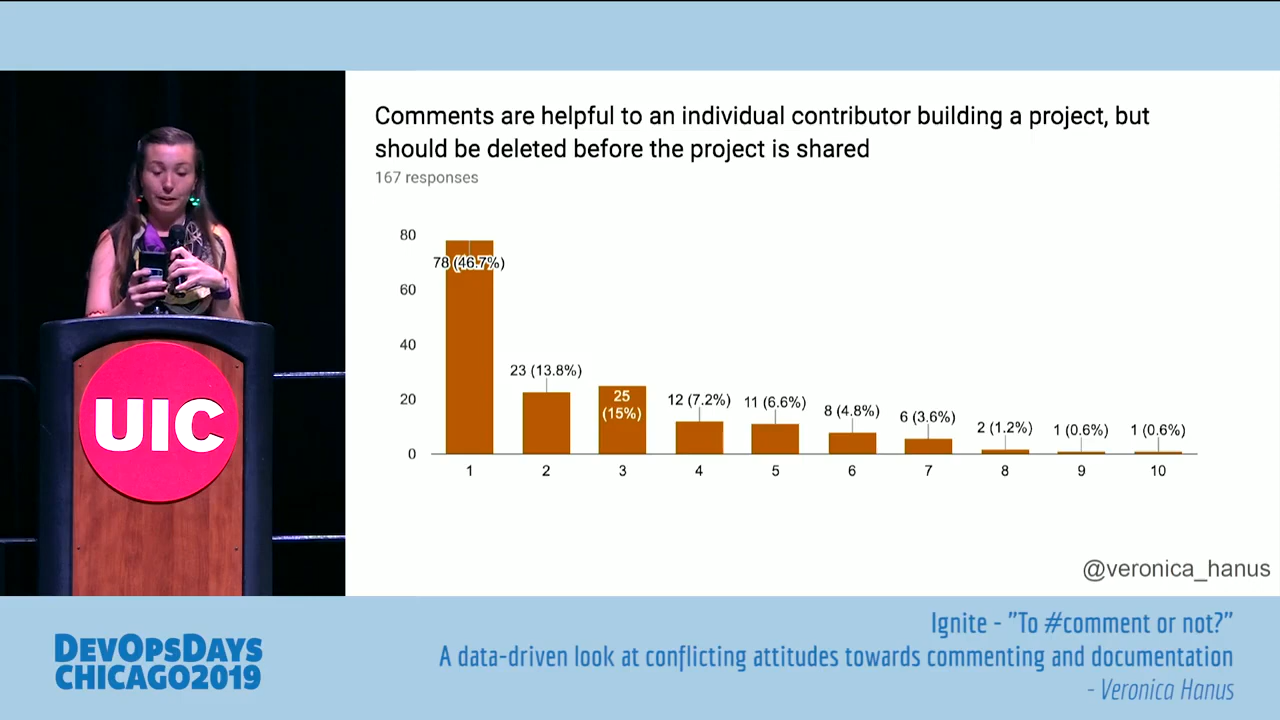 Comments are helpful to an individual contributor building a project, but
should be deleted before the project is shared
167 responses
80
60
40
20
0
78 (46.7%)
23 (13.8%)
25
(15%)
12 (7.2%)
11 (6.6%)
8 (4.8%)
6 (3.6%)
2 (1.2%)
1 (0.6%)
1 (0.6%)
1 2 3 4 5 6 7 8 9 10
@veronica_hanus
UIC
DevOpsDays
Chicago2019
Ignite - "To #comment or not?"
A data-driven look at conflicting attitudes towards commenting and documentation
- Veronica Hanus